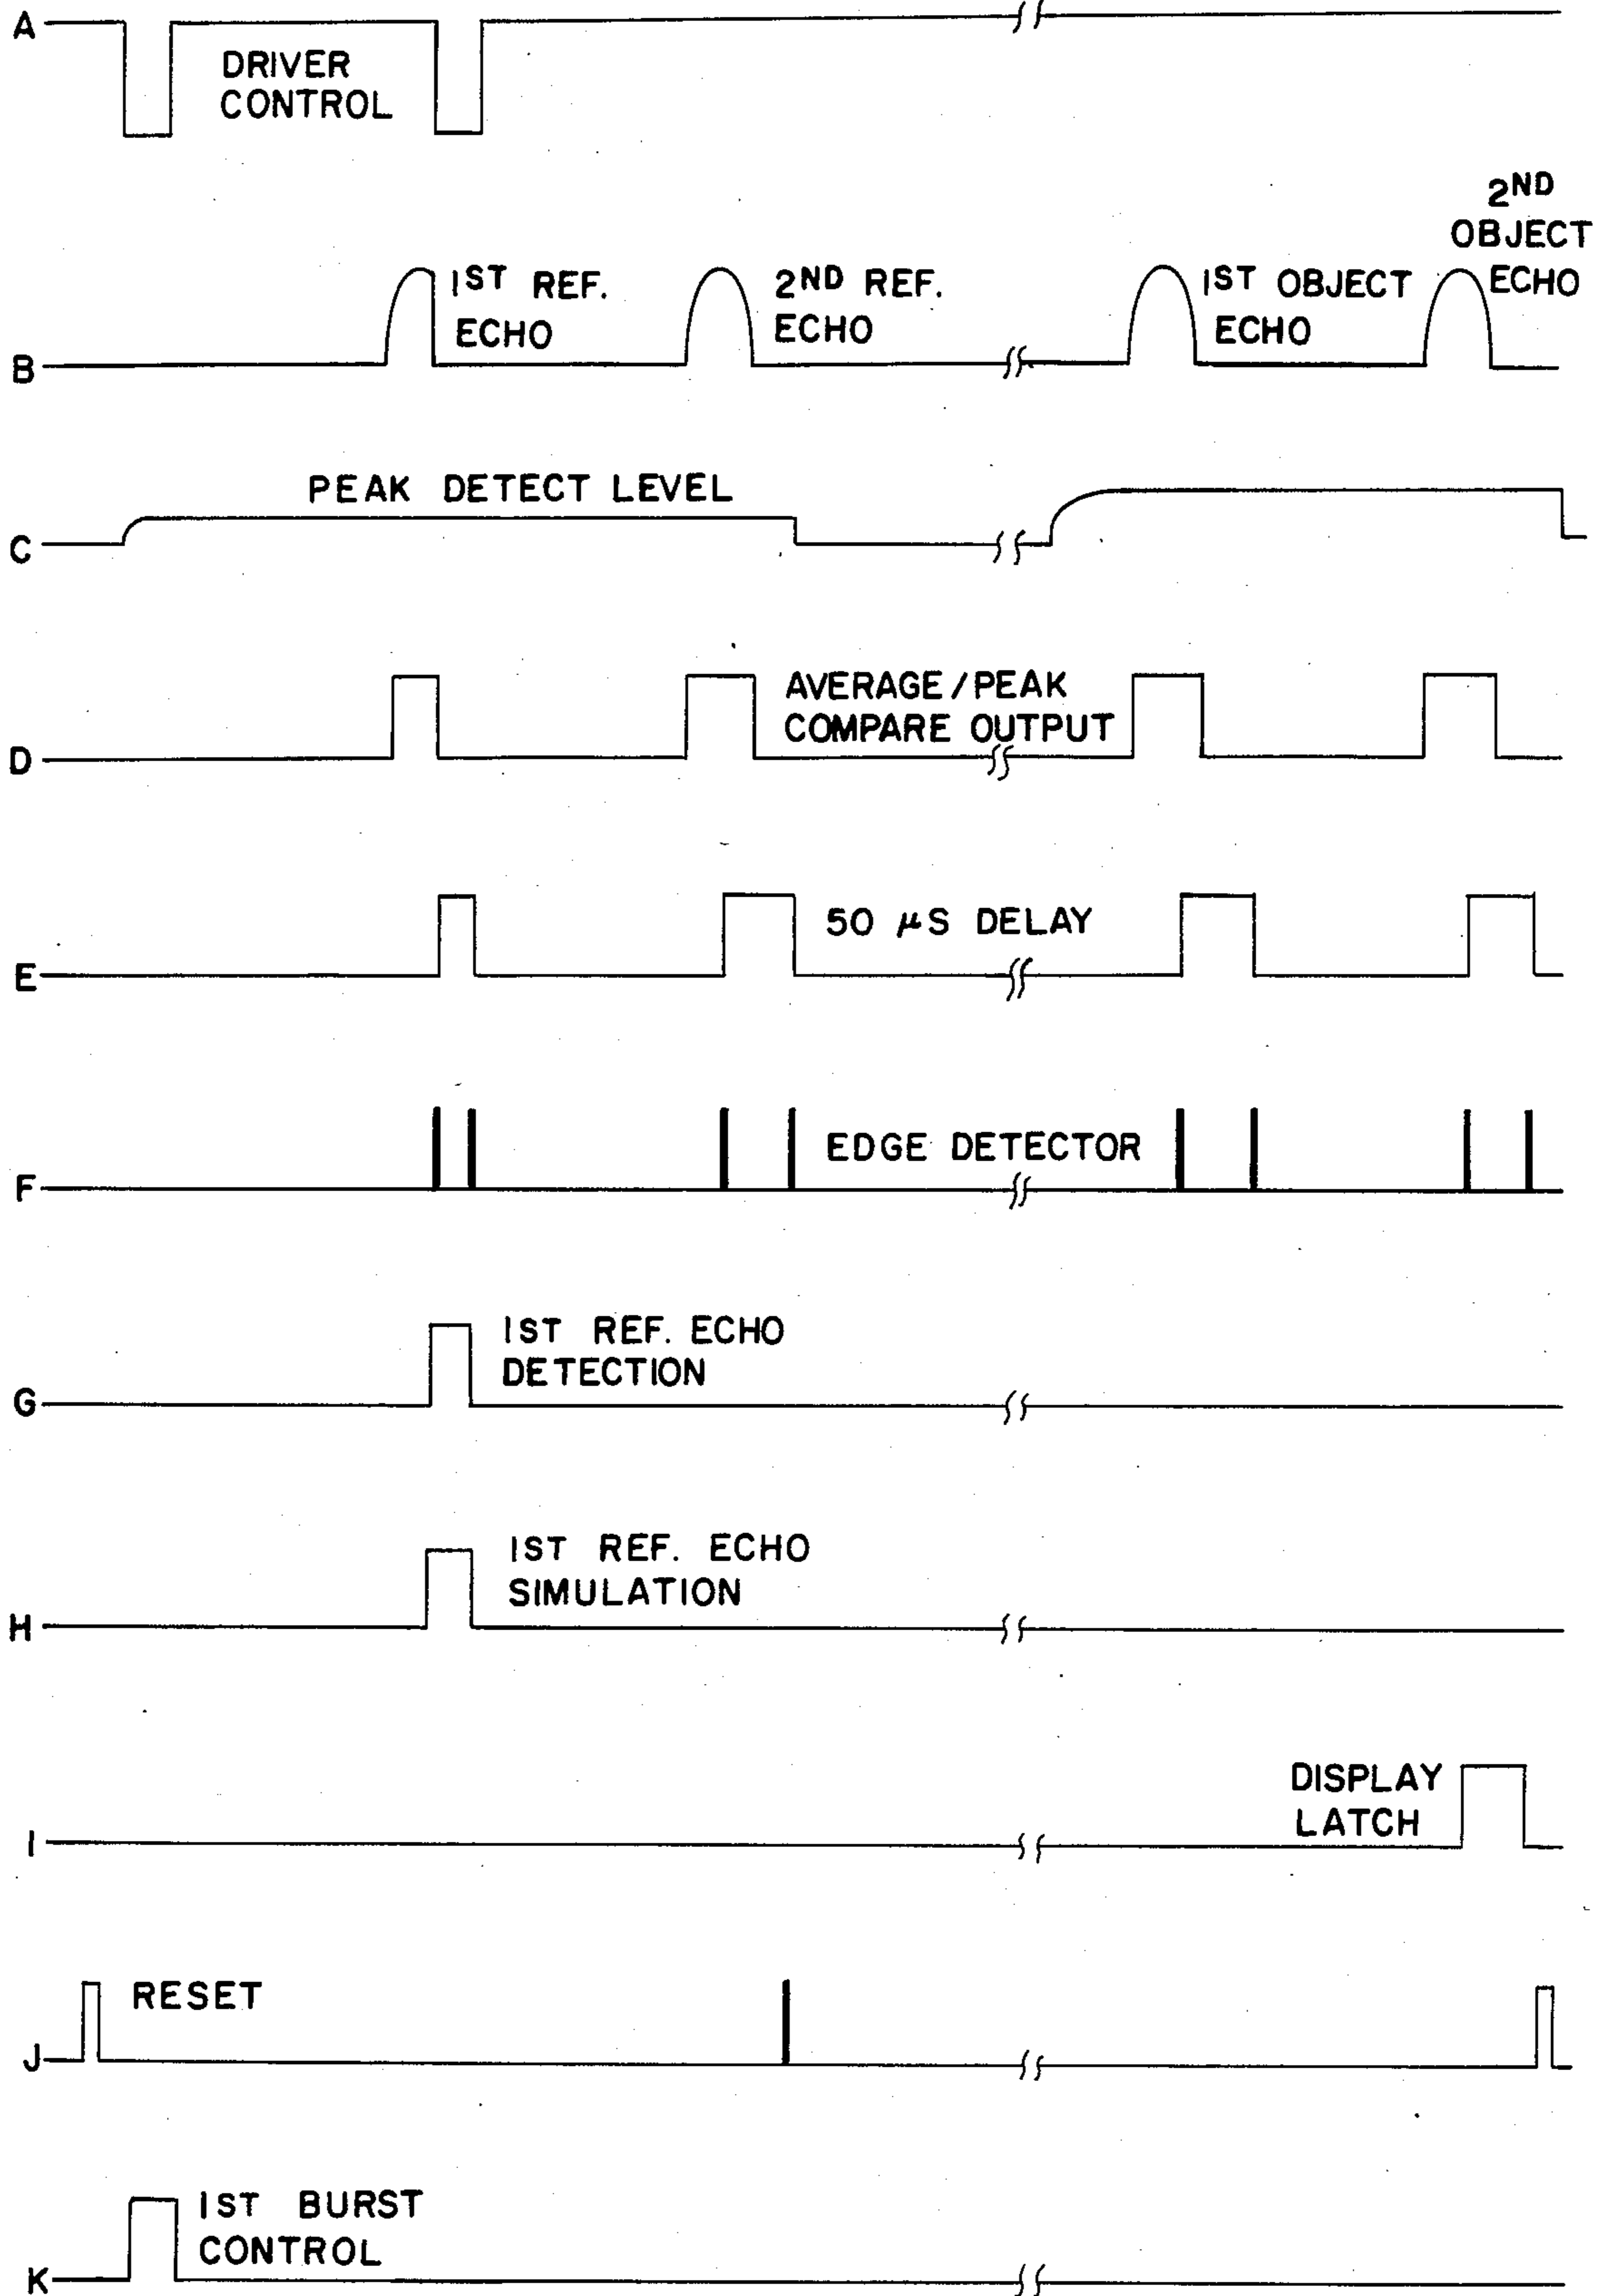 A
DRIVER
CONTROL
2ND
OBJECT
ECHO
1ST REF.
ECHO
2ND REF.
ECHO
1ST OBJECT
ECHO
B
PEAK DETECT LEVEL
C
AVERAGE/PEAK
COMPARE OUTPUT
D
50 μS DELAY
E
EDGE DETECTOR
F
1ST REF. ECHO
DETECTION
G
1ST REF. ECHO
SIMULATION
H
DISPLAY
LATCH
I
RESET
J
1ST BURST
CONTROL
K